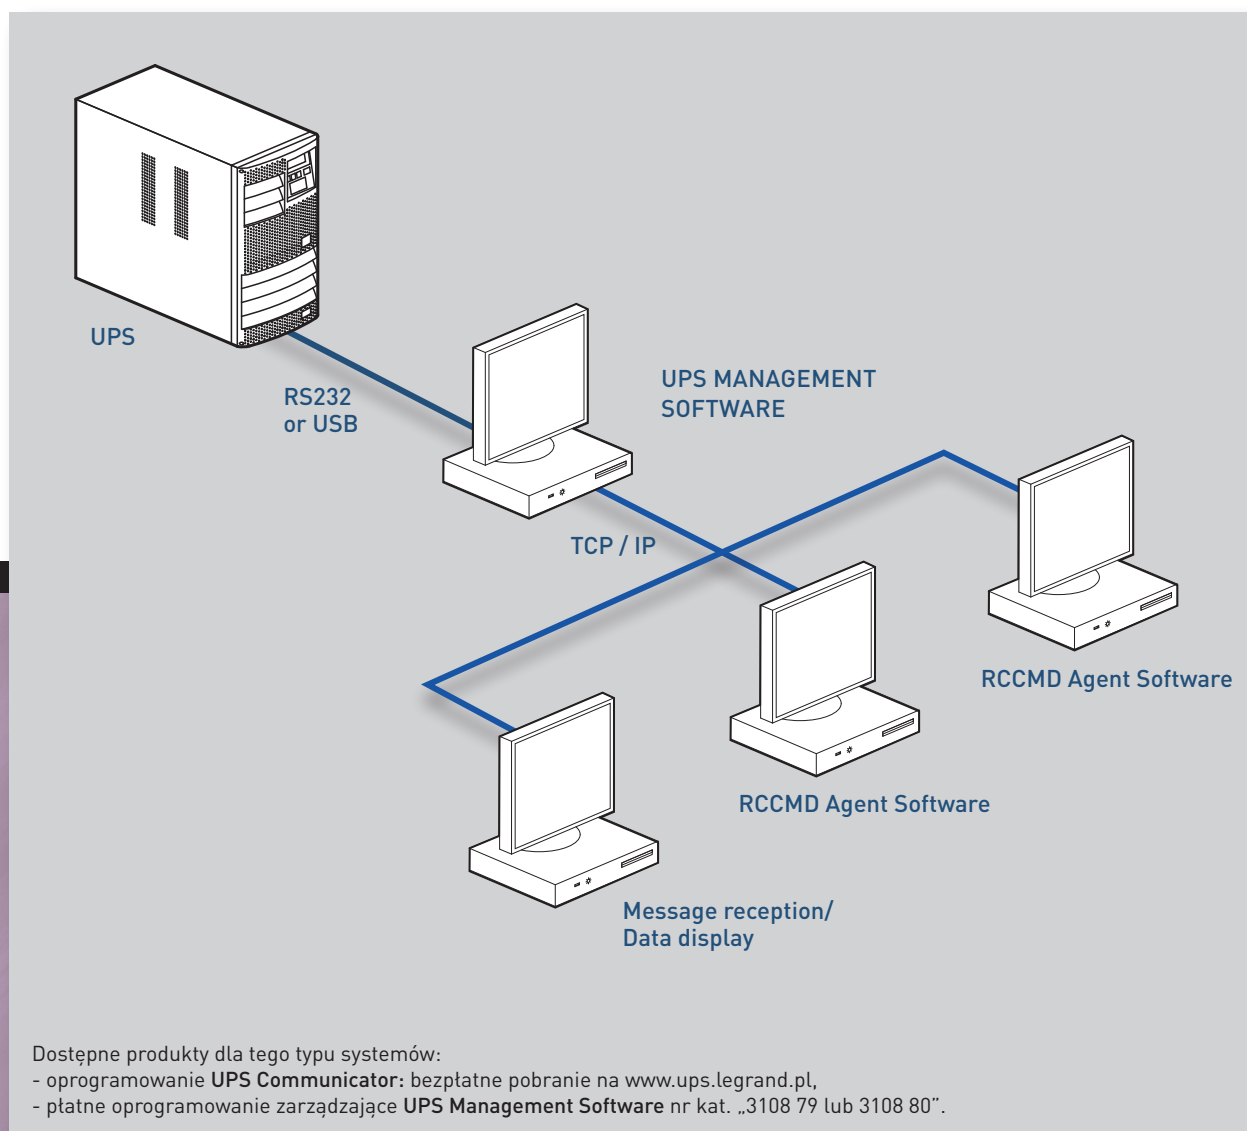 UPS
RS232
or USB
UPS MANAGEMENT
SOFTWARE
TCP / IP
RCCMD Agent Software
RCCMD Agent Software
Message reception/
Data display
Dostępne produkty dla tego typu systemów:
- oprogramowanie UPS Communicator: bezpłatne pobranie na www.ups.legrand.pl,
- płatne oprogramowanie zarządzające UPS Management Software nr kat. „3108 79 lub 3108 80”.